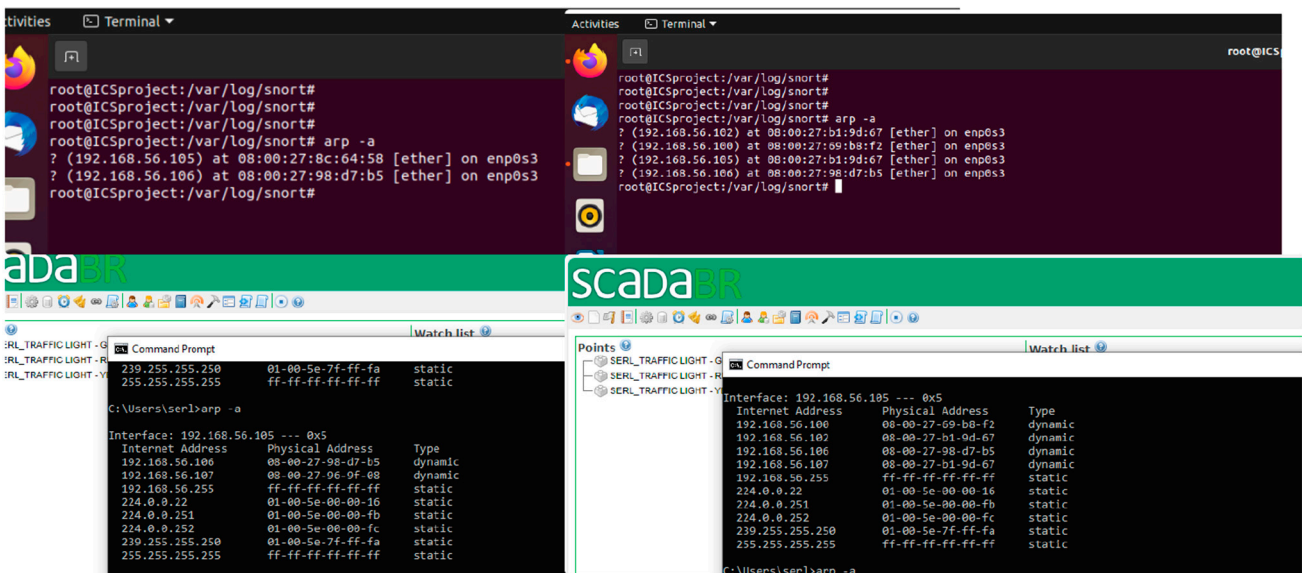 ctivities Terminal
root@ICSproject:/var/log/snort#
root@ICSproject:/var/log/snort#
root@ICSproject:/var/log/snort#
root@ICSproject:/var/log/snort# arp -a
? (192.168.56.105) at 08:00:27:8c:64:58 [ether] on enp0s3
? (192.168.56.106) at 08:00:27:98:d7:b5 [ether] on enp0s3
root@ICSproject:/var/log/snort#
Activities Terminal
root@ICS
root@ICSproject:/var/log/snort#
root@ICSproject:/var/log/snort#
root@ICSproject:/var/log/snort#
root@ICSproject:/var/log/snort# arp -a
? (192.168.56.102) at 08:00:27:b1:9d:67 [ether] on enp0s3
? (192.168.56.100) at 08:00:27:69:b8:f2 [ether] on enp0s3
? (192.168.56.105) at 08:00:27:b1:9d:67 [ether] on enp0s3
? (192.168.56.106) at 08:00:27:98:d7:b5 [ether] on enp0s3
root@ICSproject:/var/log/snort#
caDaBR
Watch list
ERL_TRAFFIC LIGHT - G
ERL_TRAFFIC LIGHT - R
ERL_TRAFFIC LIGHT - Y
Command Prompt
239.255.255.250 01-00-5e-7f-ff-fa static
255.255.255.255 ff-ff-ff-ff-ff-ff static
C:\Users\serl>arp -a
Interface: 192.168.56.105 --- 0x5
Internet Address Physical Address Type
192.168.56.106 08-00-27-98-d7-b5 dynamic
192.168.56.107 08-00-27-96-9f-08 dynamic
192.168.56.255 ff-ff-ff-ff-ff-ff static
224.0.0.22 01-00-5e-00-00-16 static
224.0.0.251 01-00-5e-00-00-fb static
224.0.0.252 01-00-5e-00-00-fc static
239.255.255.250 01-00-5e-7f-ff-fa static
255.255.255.255 ff-ff-ff-ff-ff-ff static
scaDaBR
Points
Watch list
SERL_TRAFFIC LIGHT - G
SERL_TRAFFIC LIGHT - R
SERL_TRAFFIC LIGHT - Y
Command Prompt
Interface: 192.168.56.105 --- 0x5
Internet Address Physical Address Type
192.168.56.100 08-00-27-69-b8-f2 dynamic
192.168.56.102 08-00-27-b1-9d-67 dynamic
192.168.56.106 08-00-27-98-d7-b5 dynamic
192.168.56.107 08-00-27-b1-9d-67 dynamic
192.168.56.255 ff-ff-ff-ff-ff-ff static
224.0.0.22 01-00-5e-00-00-16 static
224.0.0.251 01-00-5e-00-00-fb static
224.0.0.252 01-00-5e-00-00-fc static
239.255.255.250 01-00-5e-7f-ff-fa static
255.255.255.255 ff-ff-ff-ff-ff-ff static
C:\Users\serl>arp -a